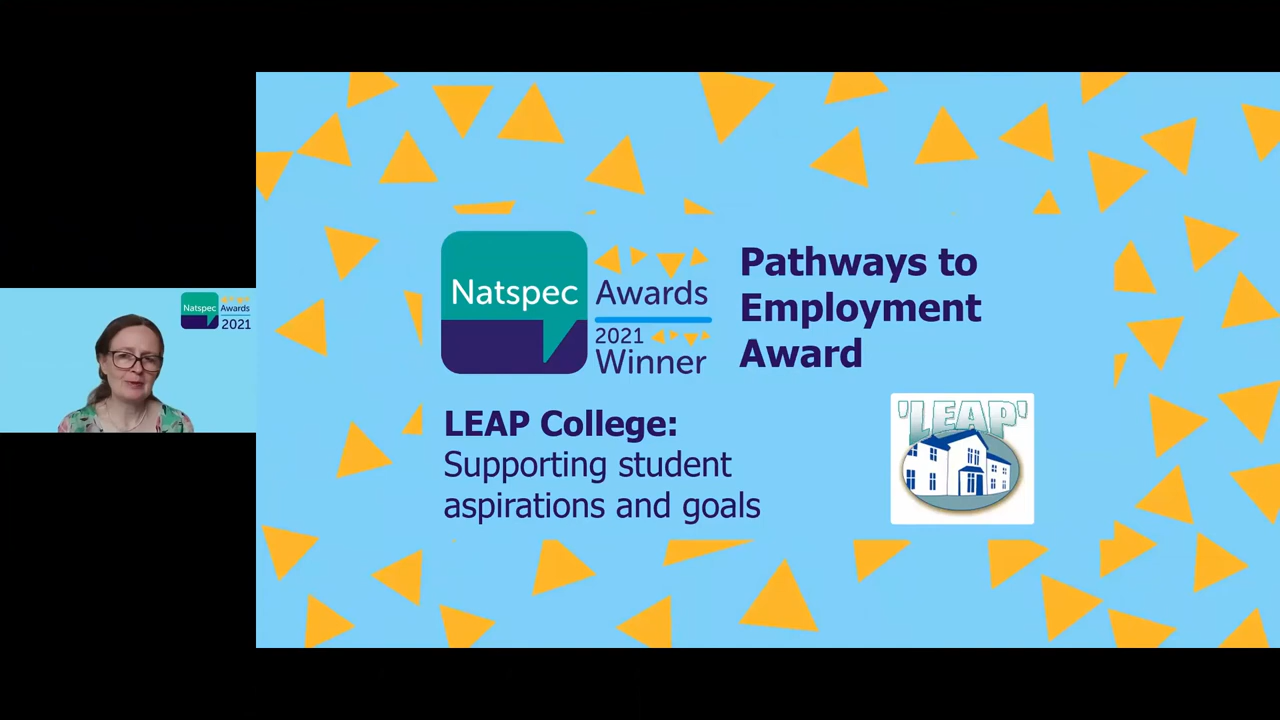 Natspec
Awards
2021
Natspec
Awards
2021
Winner
Pathways to
Employment
Award
LEAP College:
Supporting student
aspirations and goals
'LEAP'